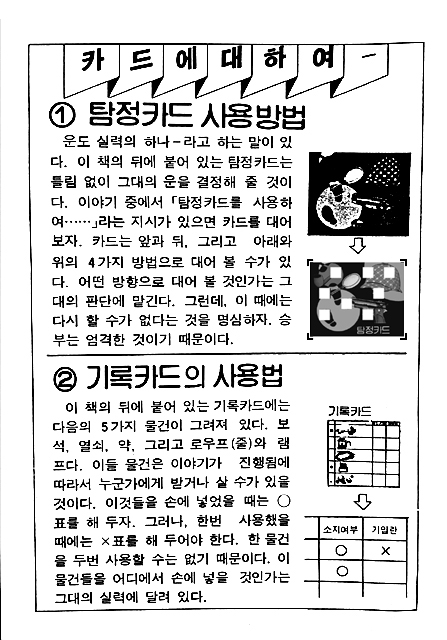 카드에대하여—
① 탐정카드 사용방법
운도 실력의 하나-라고 하는 말이 있
다. 이 책의 뒤에 붙어 있는 탐정카드는
틀림 없이 그대의 운을 결정해 줄 것이
다. 이야기 중에서 「탐정카드를 사용하
여……」라는 지시가 있으면 카드를 대어
보자. 카드는 앞과 뒤, 그리고 아래와
위의 4가지 방법으로 대어 볼 수가 있
다. 어떤 방향으로 대어 볼 것인가는 그
대의 판단에 맡긴다. 그런데, 이 때에는
다시 할 수가 없다는 것을 명심하자. 승
부는 엄격한 것이기 때문이다.
탐정카드
② 기록카드의 사용법
이 책의 뒤에 붙어 있는 기록카드에는
다음의 5가지 물건이 그려져 있다. 보
석, 열쇠, 약, 그리고 로우프(줄)와 램
프다. 이들 물건은 이야기가 진행됨에
따라서 누군가에게 받거나 살 수가 있을
것이다. 이것들을 손에 넣었을 때는 ○
표를 해 두자. 그러나, 한번 사용했을
때에는 ×표를 해 두어야 한다. 한 물건
을 두번 사용할 수는 없기 때문이다. 이
물건들을 어디에서 손에 넣을 것인가는
그대의 실력에 달려 있다.
기록카드
소지여부 기입란
○ ×
○